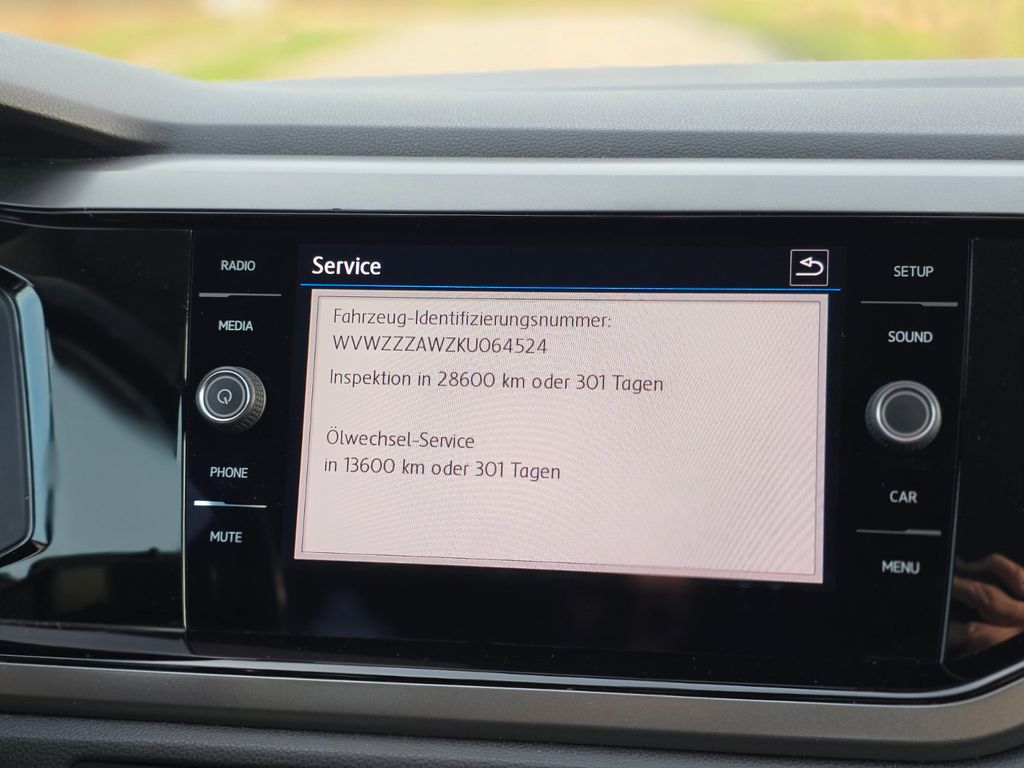 Service
RADIO
MEDIA
PHONE
MUTE
Fahrzeug-Identifizierungsnummer:
WVWZZZAWZKU064524
Inspektion in 28600 km oder 301 Tagen
Ölwechsel-Service
in 13600 km oder 301 Tagen
SETUP
SOUND
CAR
MENU